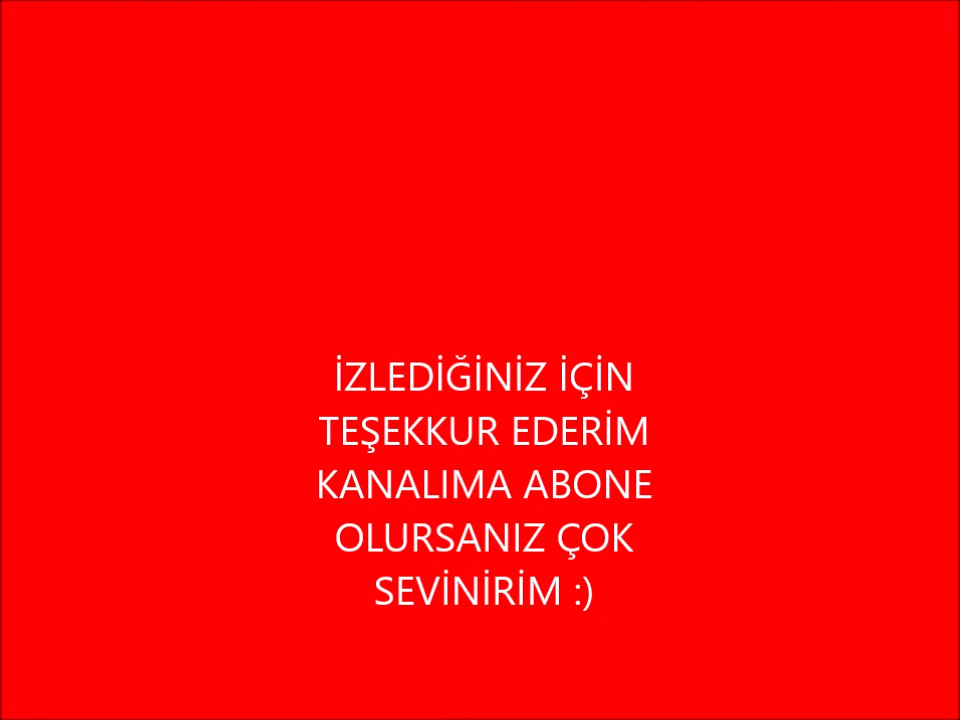 İZLEDİĞİNİZ İÇİN
TEŞEKKUR EDERİM
KANALIMA ABONE
OLURSANIZ ÇOK
SEVİNİRİM :)